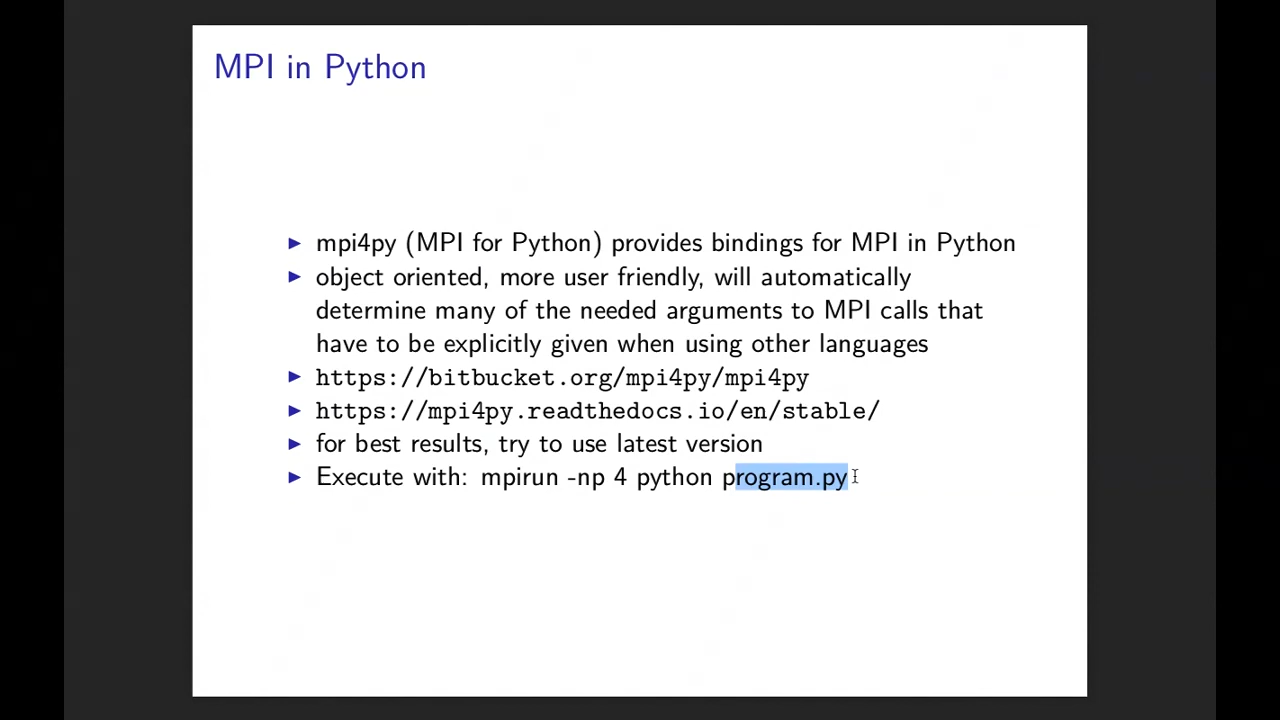 MPI in Python
mpi4py (MPI for Python) provides bindings for MPI in Python
object oriented, more user friendly, will automatically
determine many of the needed arguments to MPI calls that
have to be explicitly given when using other languages
https://bitbucket.org/mpi4py/mpi4py
https://mpi4py.readthedocs.io/en/stable/
for best results, try to use latest version
Execute with: mpirun -np 4 python program.py